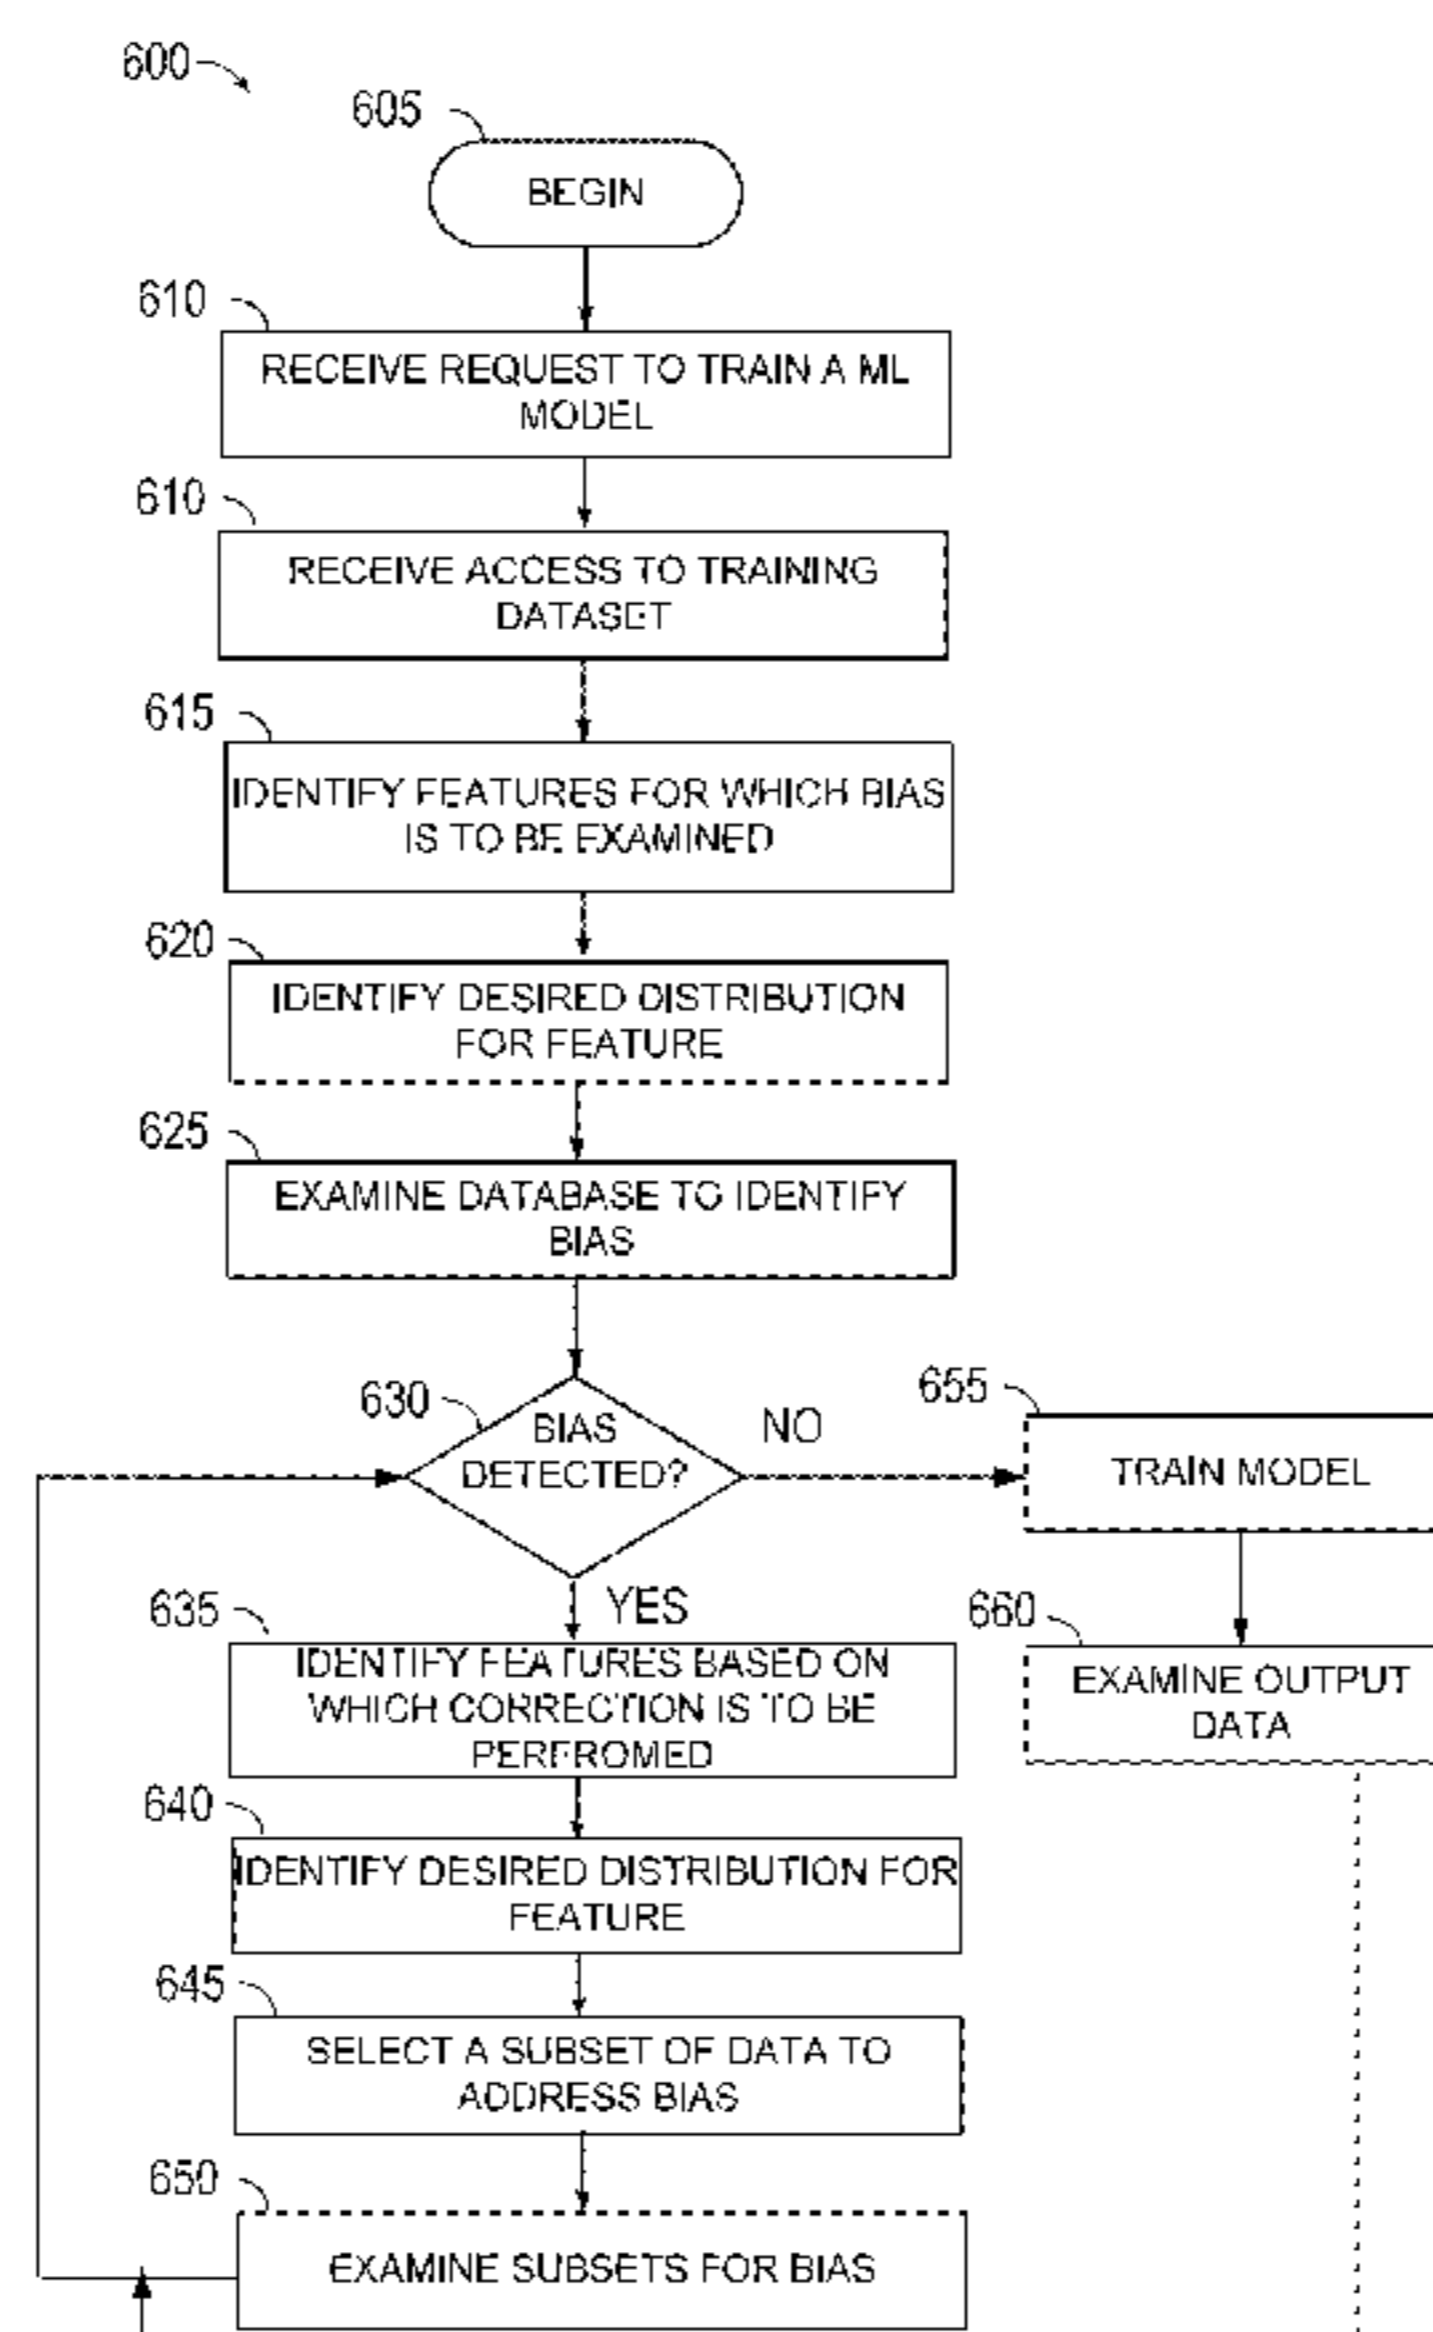 600
605
BEGIN
610
RECEIVE REQUEST TO TRAIN A ML
MODEL
610
RECEIVE ACCESS TO TRAINING
DATASET
615
IDENTIFY FEATURES FOR WHICH BIAS
IS TO BE EXAMINED
620
IDENTIFY DESIRED DISTRIBUTION
FOR FEATURE
625
EXAMINE DATABASE TO IDENTIFY
BIAS
630
BIAS
DETECTED?
NO
655
TRAIN MODEL
YES
635
IDENTIFY FEATURES BASED ON
WHICH CORRECTION IS TO BE
PERFROMED
660
EXAMINE OUTPUT
DATA
640
IDENTIFY DESIRED DISTRIBUTION FOR
FEATURE
645
SELECT A SUBSET OF DATA TO
ADDRESS BIAS
650
EXAMINE SUBSETS FOR BIAS